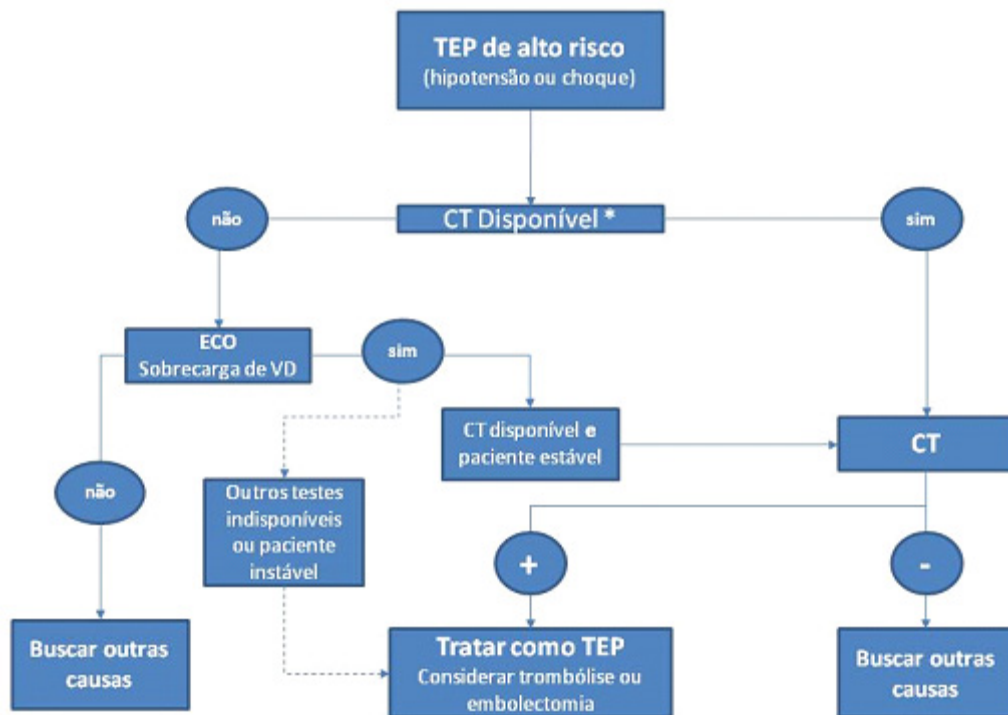 TEP de alto risco
(hipotensão ou choque)
não
CT Disponível *
sim
ECO
Sobrecarga de VD
sim
CT disponível e
paciente estável
CT
não
Outros testes
indisponíveis
ou paciente
instável
+
-
Buscar outras
causas
Tratar como TEP
Considerar trombólise ou
embolectomia
Buscar outras
causas